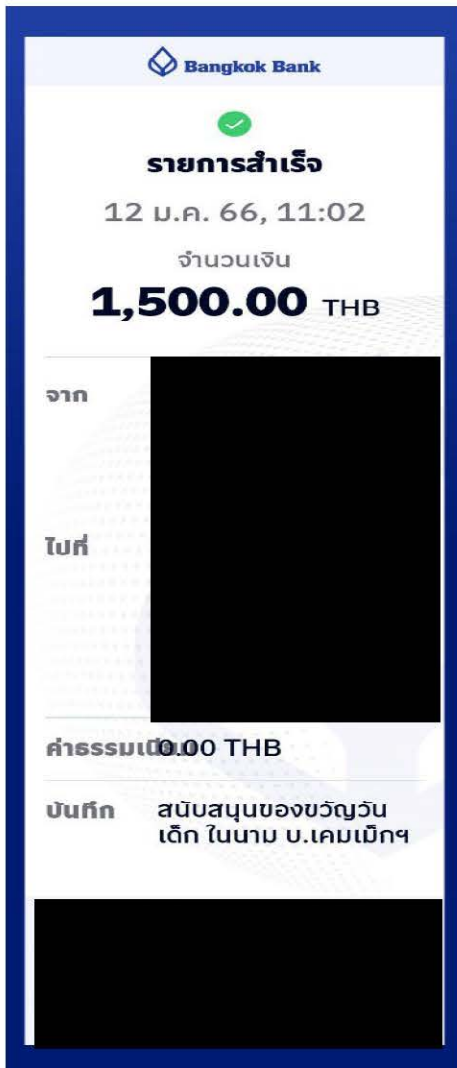 Bangkok Bank
รายการสำเร็จ
12 ม.ค. 66, 11:02
จำนวนเงิน
1,500.00 THB
จาก
ไปที่
ค่าธรรมเนียม 0.00 THB
บันทึก สนับสนุนของขวัญวัน
เด็ก ในนาม บ.เคมเม็กฯ